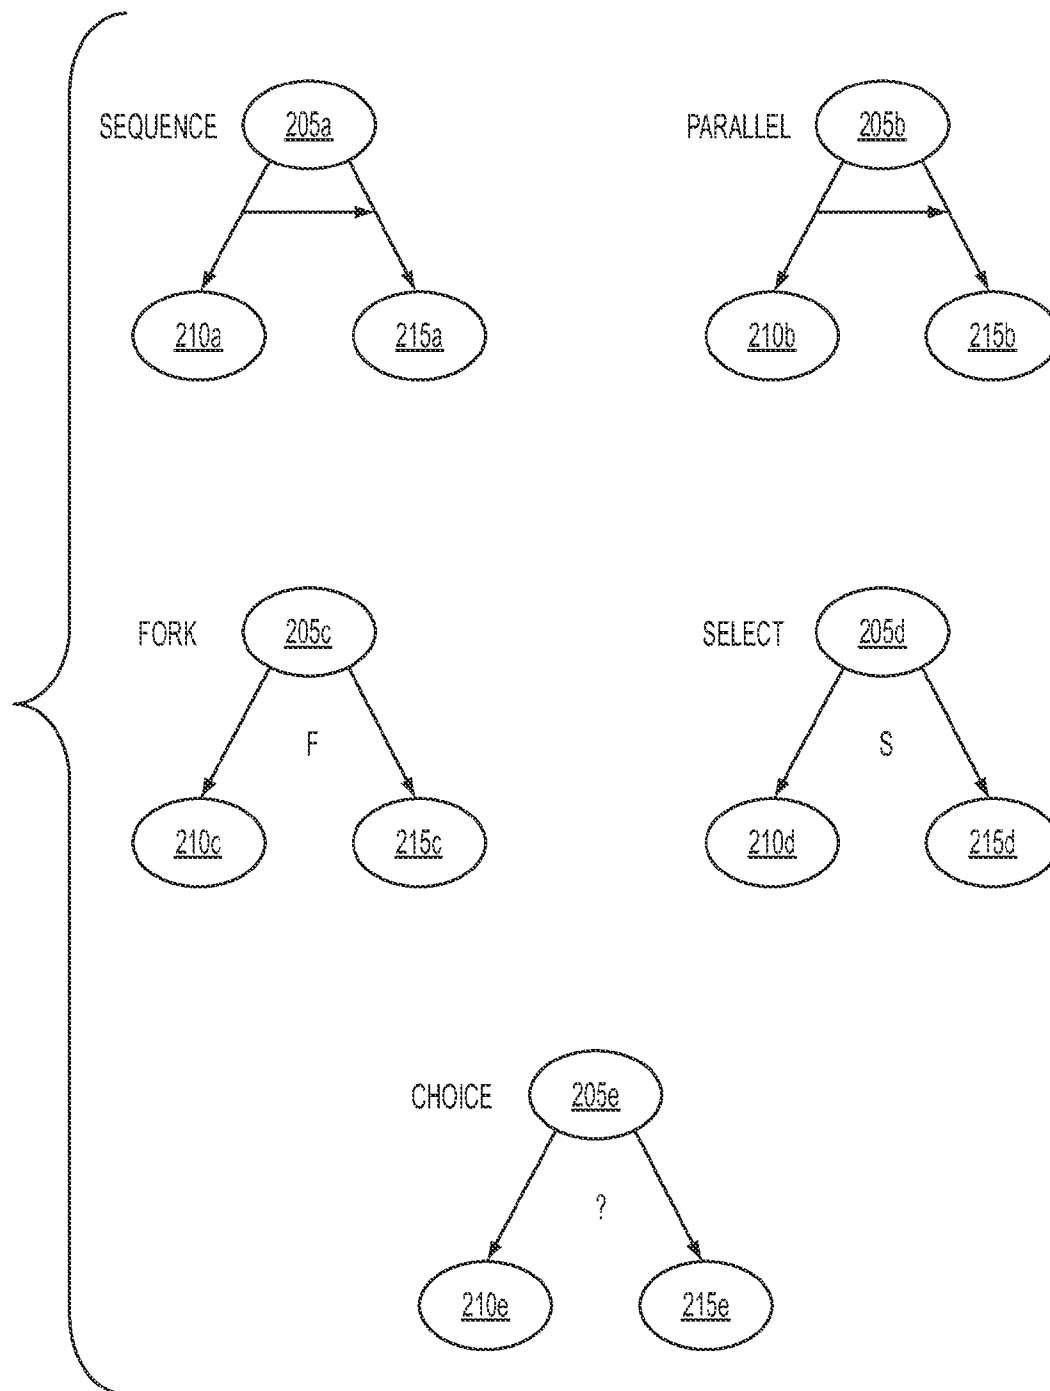 SEQUENCE 205a PARALLEL 205b
210a 215a 210b 215b
FORK 205c SELECT 205d
F S
210c 215c 210d 215d
CHOICE 205e
?
210e 215e